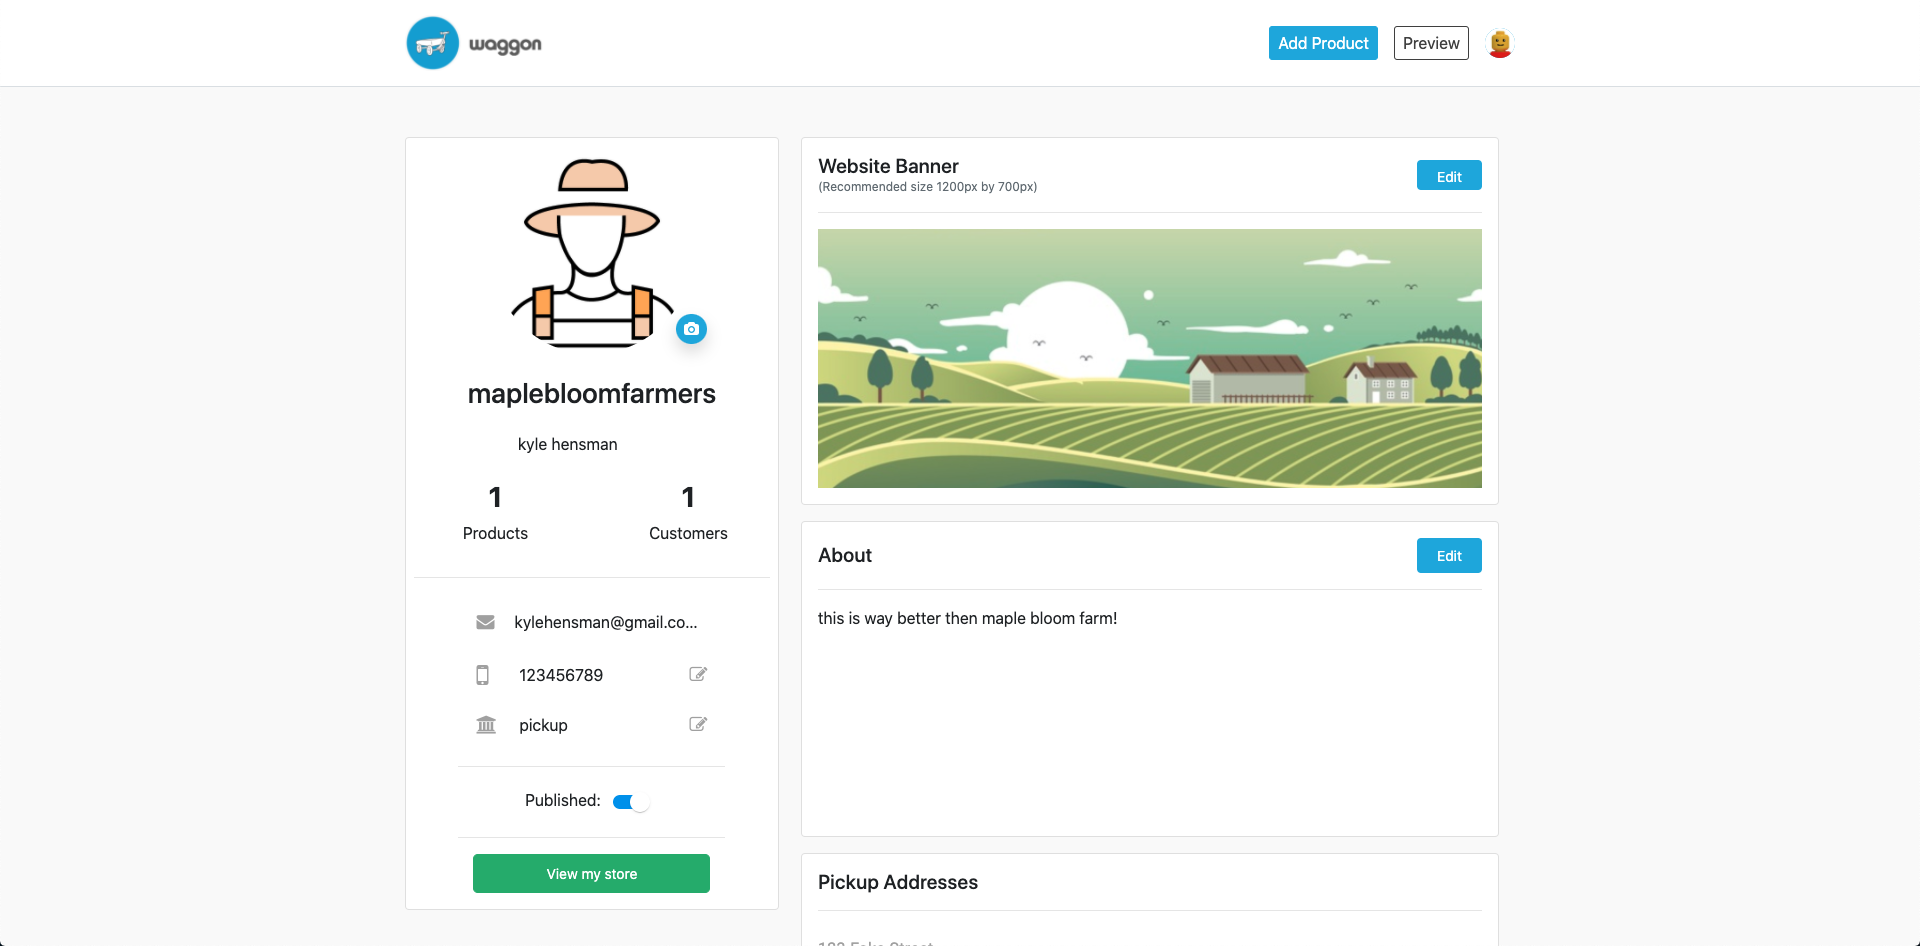 waggon
Add Product
Preview
maplebloomfarmers
kyle hensman
1
Products
1
Customers
kylehensman@gmail.co...
123456789
pickup
Published:
View my store
Website Banner
(Recommended size 1200px by 700px)
Edit
About
Edit
this is way better then maple bloom farm!
Pickup Addresses